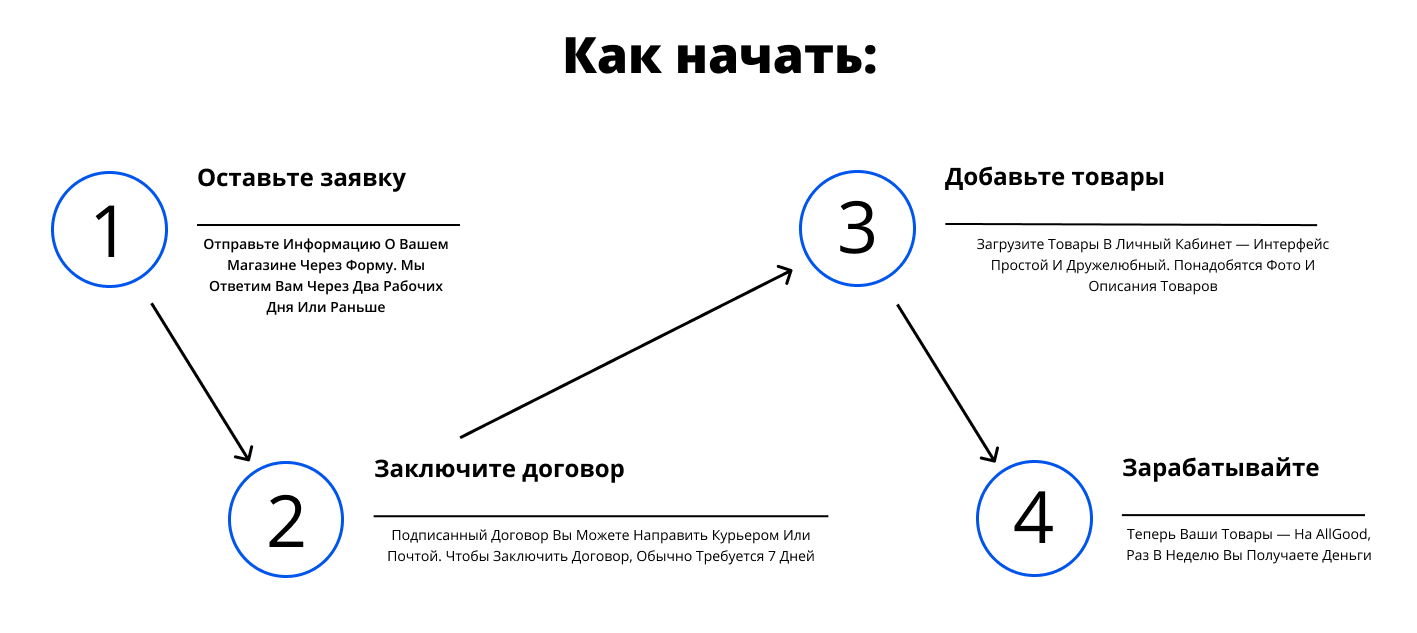 Как начать:
1
Оставьте заявку
Отправьте Информацию О Вашем
Магазине Через Форму. Мы
Ответим Вам Через Два Рабочих
Дня Или Раньше
2
Заключите договор
Подписанный Договор Вы Можете Направить Курьером Или
Почтой. Чтобы Заключить Договор, Обычно Требуется 7 Дней
3
Добавьте товары
Загрузите Товары В Личный Кабинет — Интерфейс
Простой И Дружелюбный. Понадобятся Фото И
Описания Товаров
4
Зарабатывайте
Теперь Ваши Товары — На AllGood,
Раз В Неделю Вы Получаете Деньги